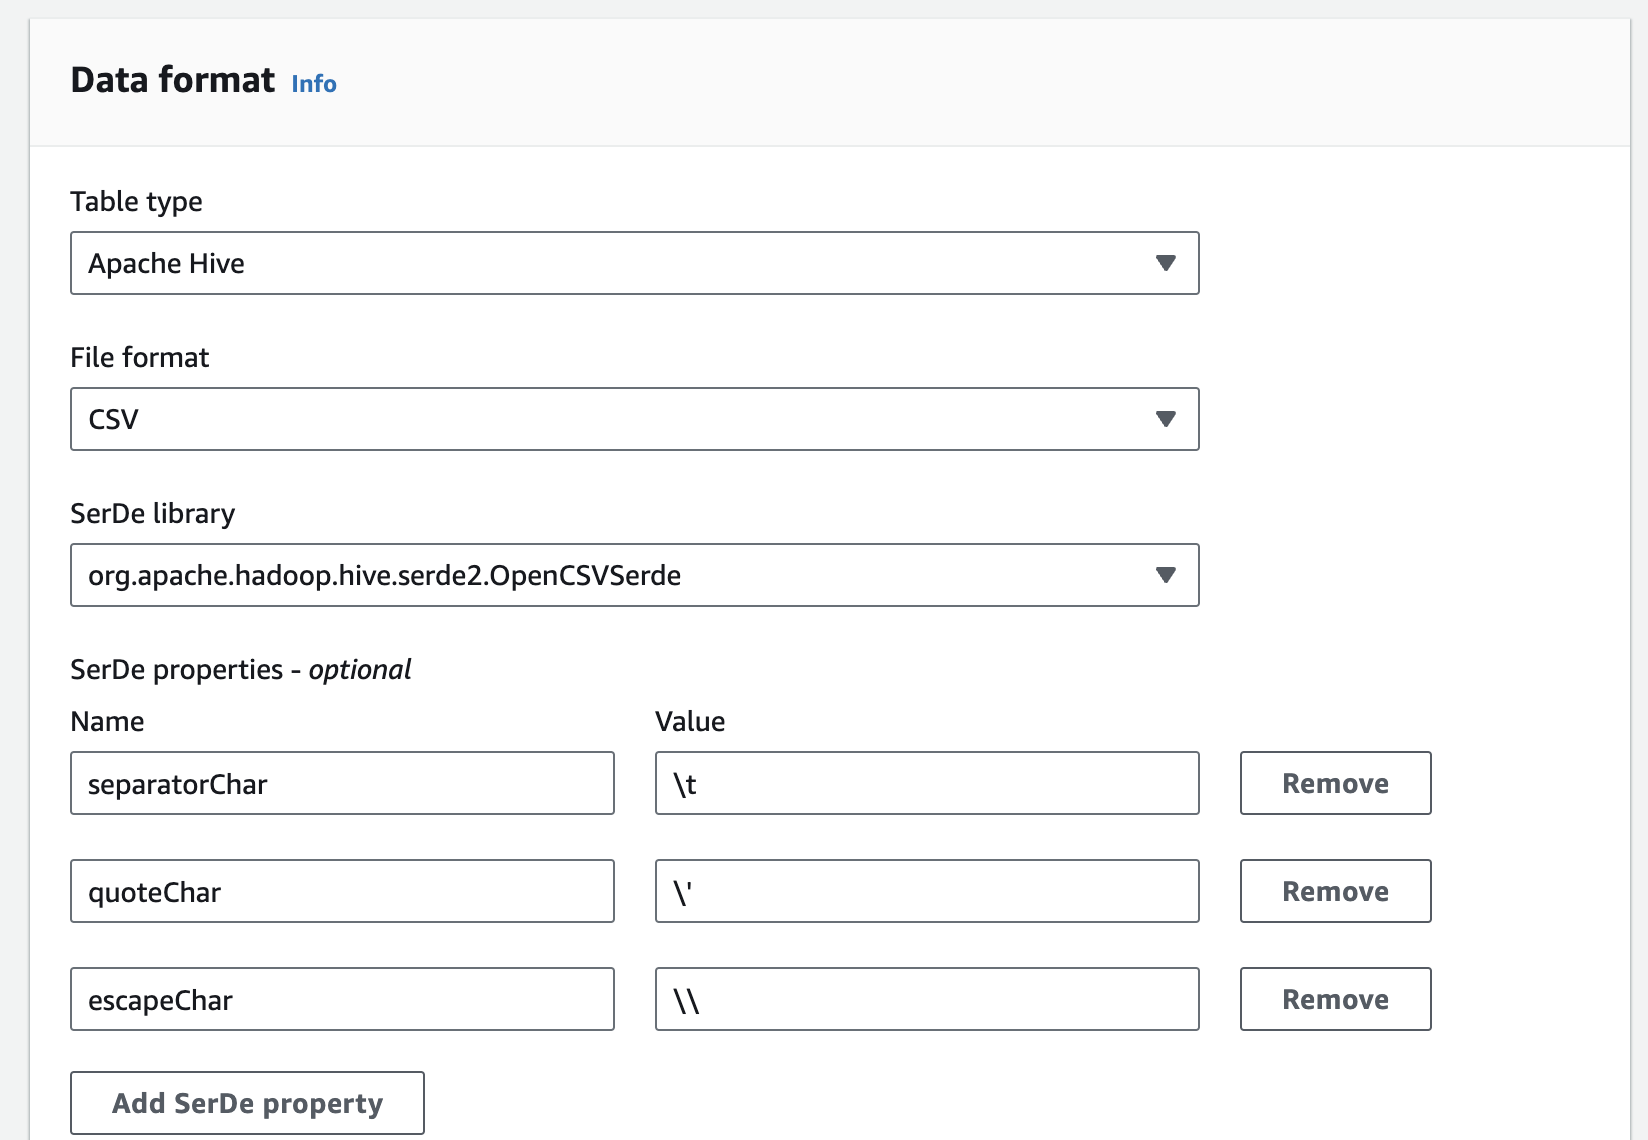 Data format Info
Table type
Apache Hive
File format
CSV
SerDe library
org.apache.hadoop.hive.serde2.OpenCSVSerde
SerDe properties - optional
Name Value
separatorChar \t Remove
quoteChar \' Remove
escapeChar \\ Remove
Add SerDe property